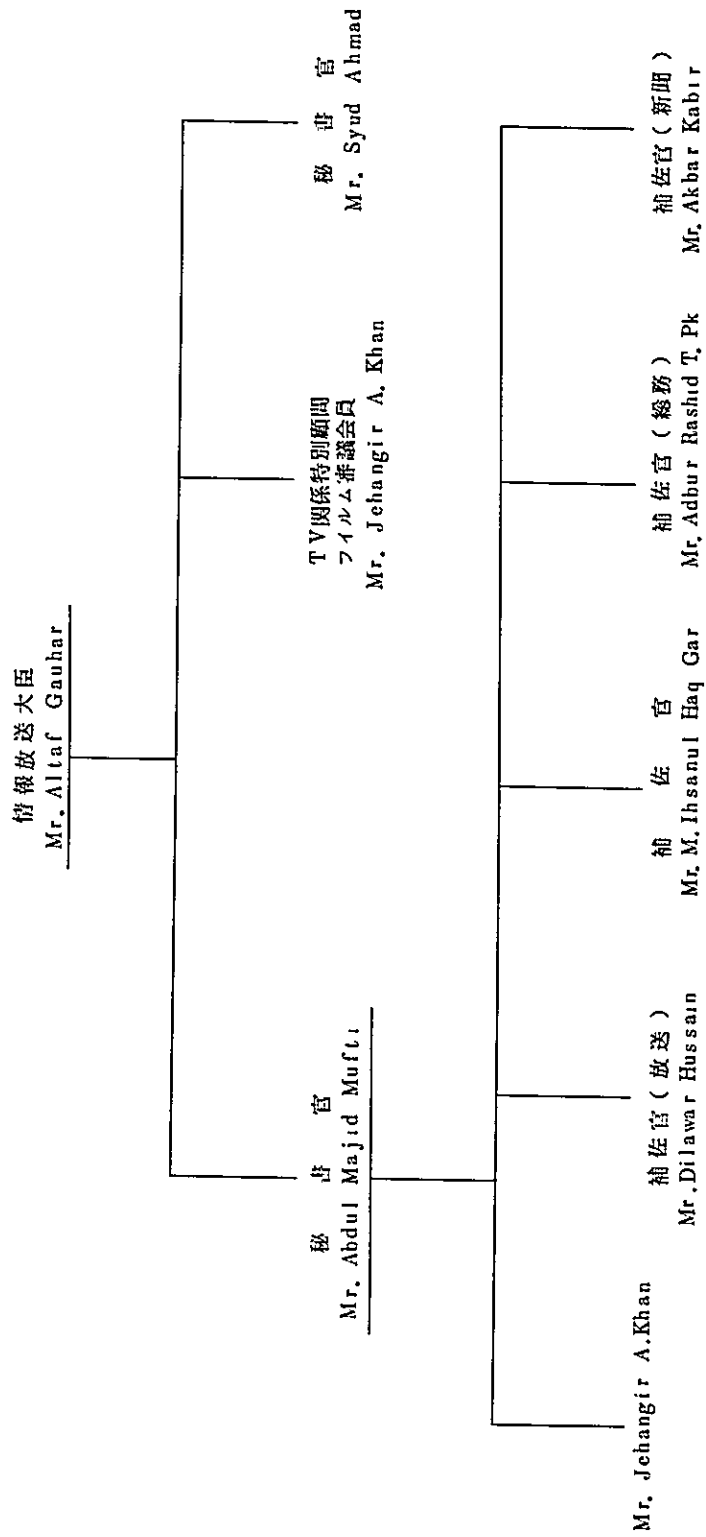 情報放送大臣
Mr. Altaf Gauhar
秘書官
Mr. Abdul Majid Mufti
TV関係特別顧問
フイルム審議会員
Mr. Jehangir A. Khan
秘書官
Mr. Syud Ahmad
Mr. Jehangir A. Khan
補佐官(放送)
Mr. Dilawar Hussain
補佐官
Mr. M. Ihsanul Haq Gar
補佐官(総務)
Mr. Adbur Rashid T. Pk
補佐官(新聞)
Mr. Akbar Kabir